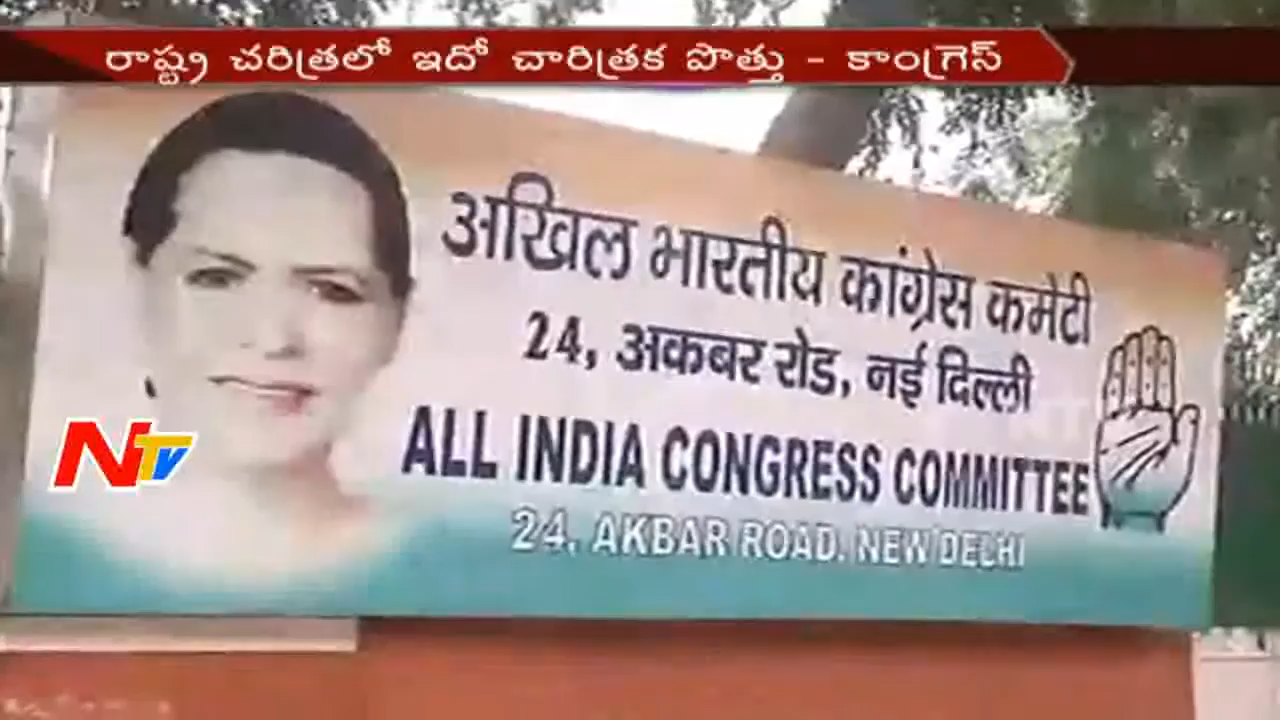 రాష్ట్ర చరిత్రలో ఇదో చారిత్రక పొత్తు - కాంగ్రెస్
अखिल भारतीय कांग्रेस कमेटी
24, अकबर रोड, नई दिल्ली
ALL INDIA CONGRESS COMMITTEE
24, AKBAR ROAD, NEW DELHI
NTV